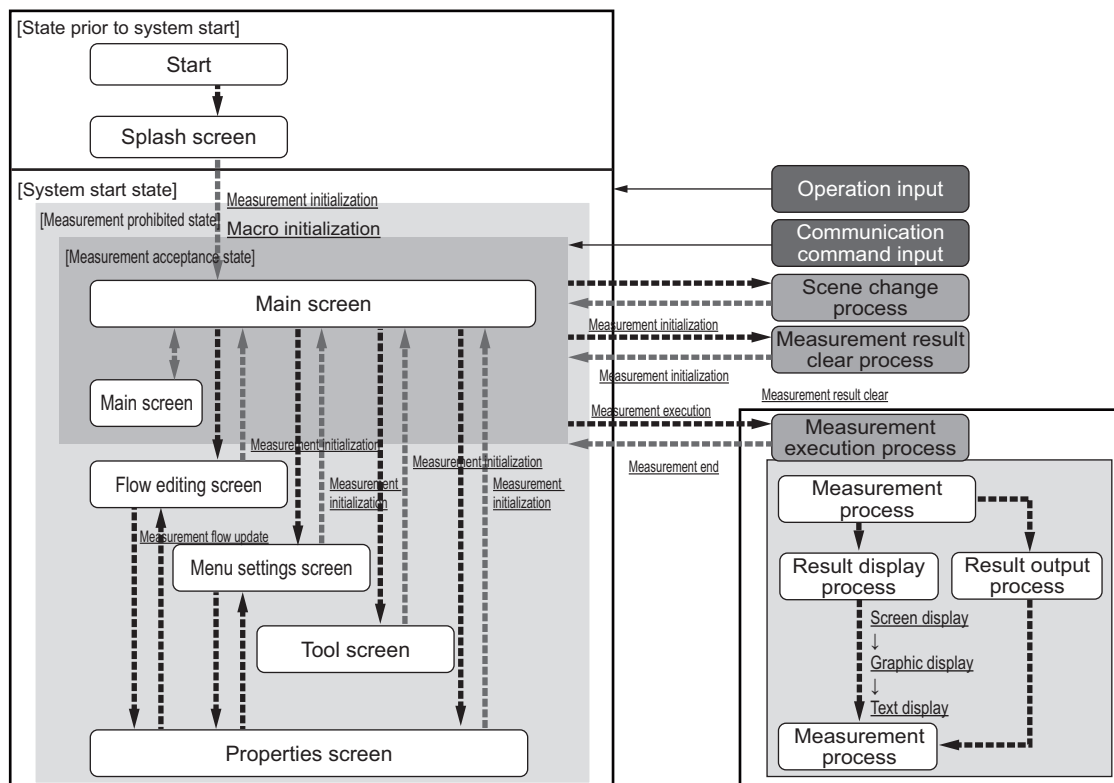 [State prior to system start]
Start
Splash screen
[System start state]
Measurement initialization
[Measurement prohibited state]
Macro initialization
[Measurement acceptance state]
Main screen
Main screen
Measurement initialization
Flow editing screen
Measurement initialization
Measurement
initialization
Measurement
initialization
Measurement flow update
Menu settings screen
Tool screen
Properties screen
Operation input
Communication
command input
Scene change
process
Measurement initialization
Measurement result
clear process
Measurement initialization
Measurement result clear
Measurement execution
Measurement
execution process
Measurement end
Measurement
process
Result display
process
Result output
process
Screen display
↓
Graphic display
↓
Text display
Measurement
process